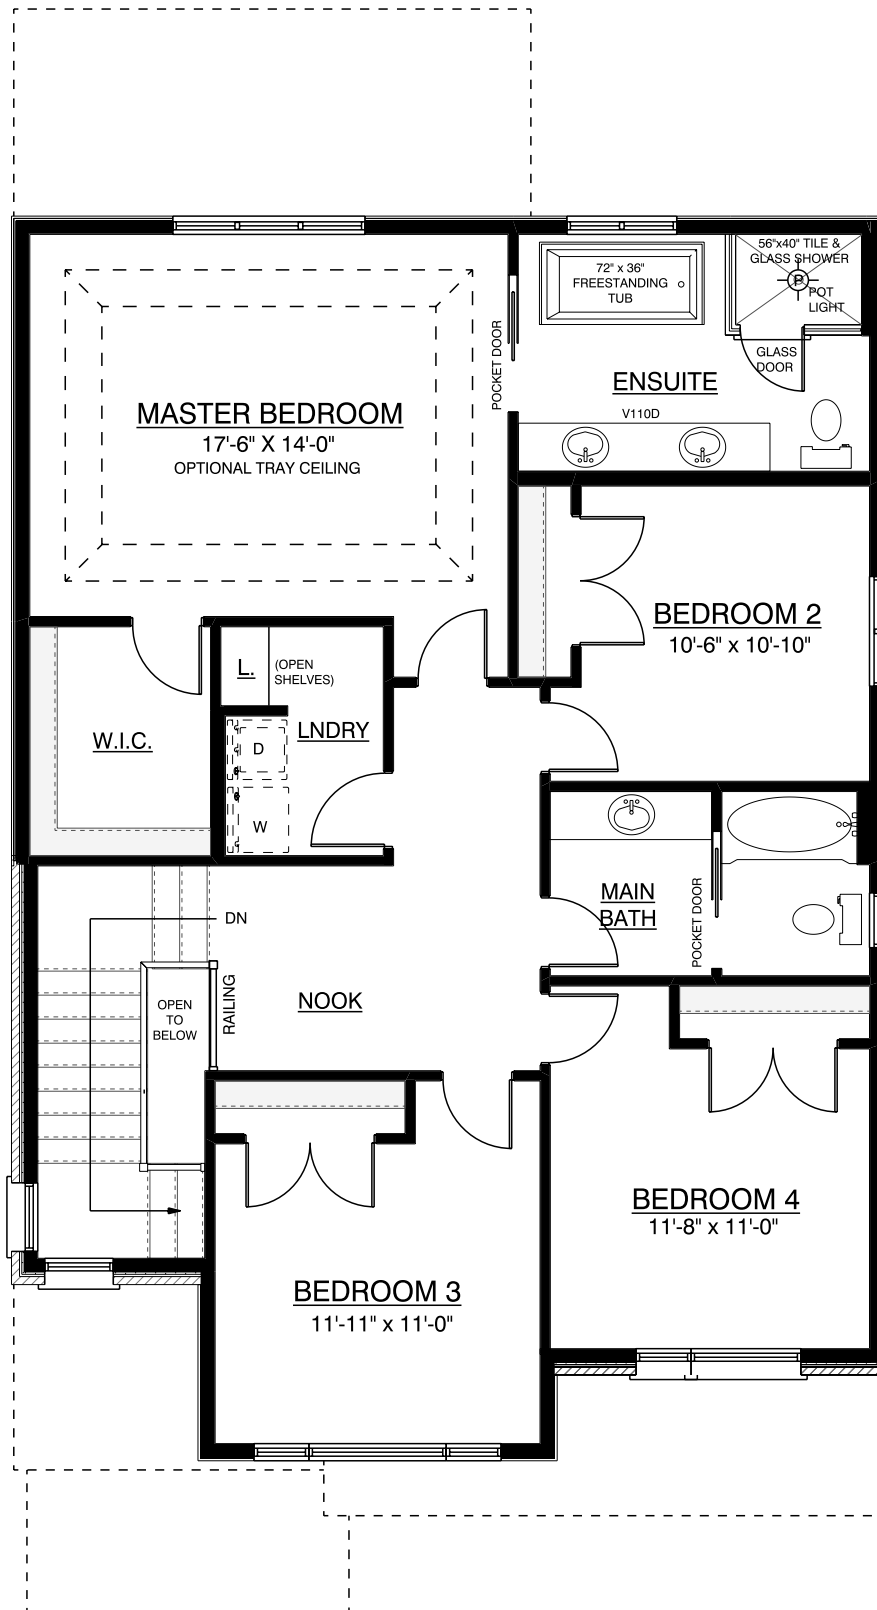 56"x40" TILE &
GLASS SHOWER
P
POT
LIGHT
72" x 36"
FREESTANDING
TUB
GLASS
DOOR
POCKET DOOR
ENSUITE
V110D
MASTER BEDROOM
17'-6" X 14'-0"
OPTIONAL TRAY CEILING
BEDROOM 2
10'-6" x 10'-10"
L.
(OPEN
SHELVES)
W.I.C.
LNDRY
D
W
MAIN
BATH
POCKET DOOR
DN
OPEN
TO
BELOW
RAILING
NOOK
BEDROOM 4
11'-8" x 11'-0"
BEDROOM 3
11'-11" x 11'-0"